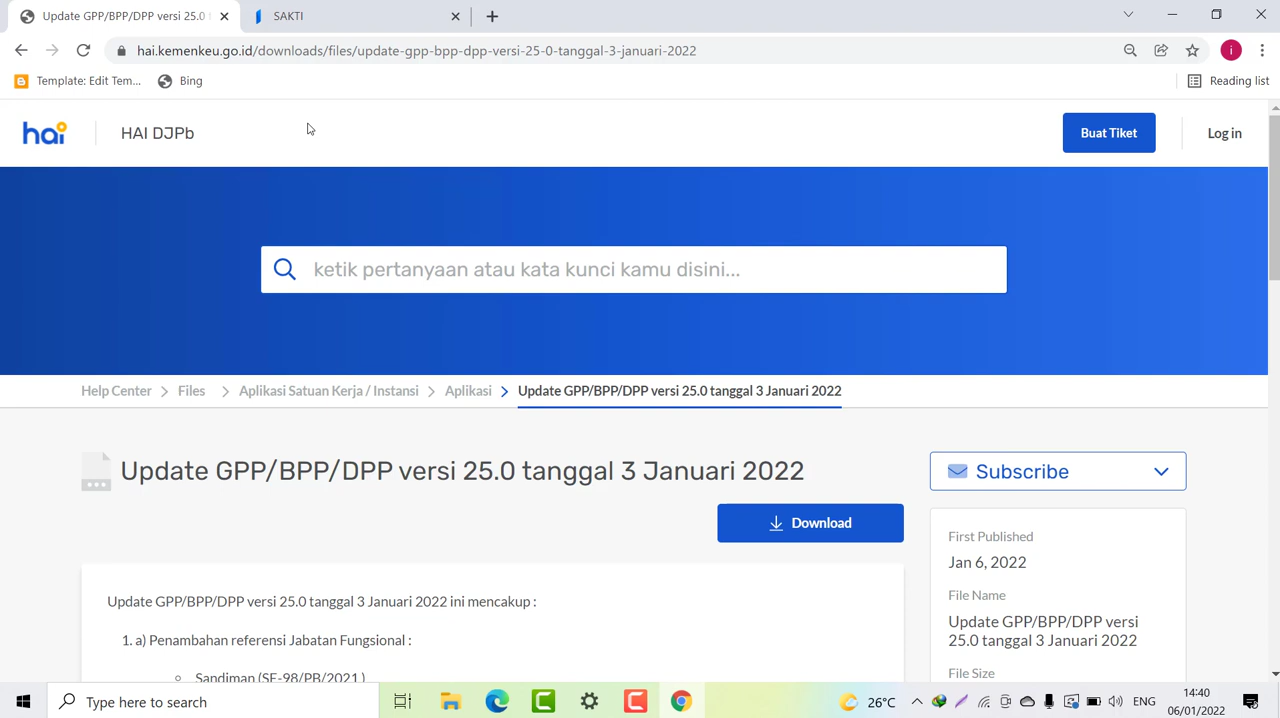 Update GPP/BPP/DPP versi 25.0
SAKTI
hai.kemenkeu.go.id/downloads/files/update-gpp-bpp-dpp-versi-25-0-tanggal-3-januari-2022
i
Template: Edit Tem...
Bing
Reading list
hai
HAI DJPb
Buat Tiket
Log in
ketik pertanyaan atau kata kunci kamu disini...
Help Center
Files
Aplikasi Satuan Kerja / Instansi
Aplikasi
Update GPP/BPP/DPP versi 25.0 tanggal 3 Januari 2022
Update GPP/BPP/DPP versi 25.0 tanggal 3 Januari 2022
Subscribe
Download
First Published
Jan 6, 2022
File Name
Update GPP/BPP/DPP versi
25.0 tanggal 3 Januari 2022
File Size
Update GPP/BPP/DPP versi 25.0 tanggal 3 Januari 2022 ini mencakup :
1. a) Penambahan referensi Jabatan Fungsional :
Sandiman (SE-98/PB/2021 )
Type here to search
26°C
ENG
14:40
06/01/2022